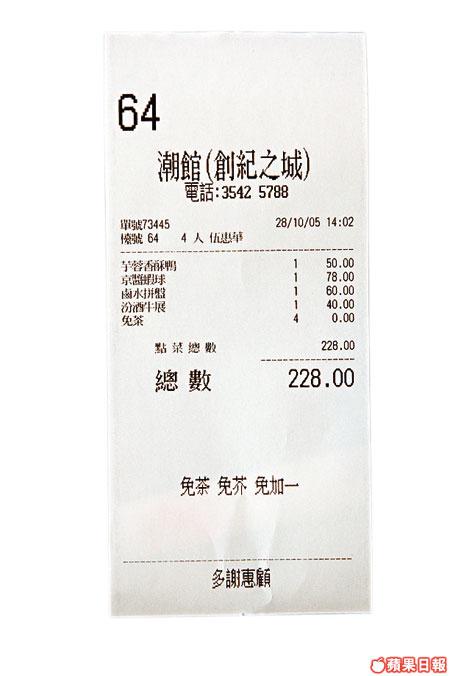 64
潮館(創紀之城)
電話:3542 5788
單號73445 28/10/05 14:02
檯號 64 4 人 伍惠華
芋蓉香酥鴨 1 50.00
京醬蝦球 1 78.00
鹵水拼盤 1 60.00
汾酒牛展 1 40.00
免茶 4 0.00
點菜總數 228.00
總數 228.00
免茶 免芥 免加一
多謝惠顧
蘋果日報